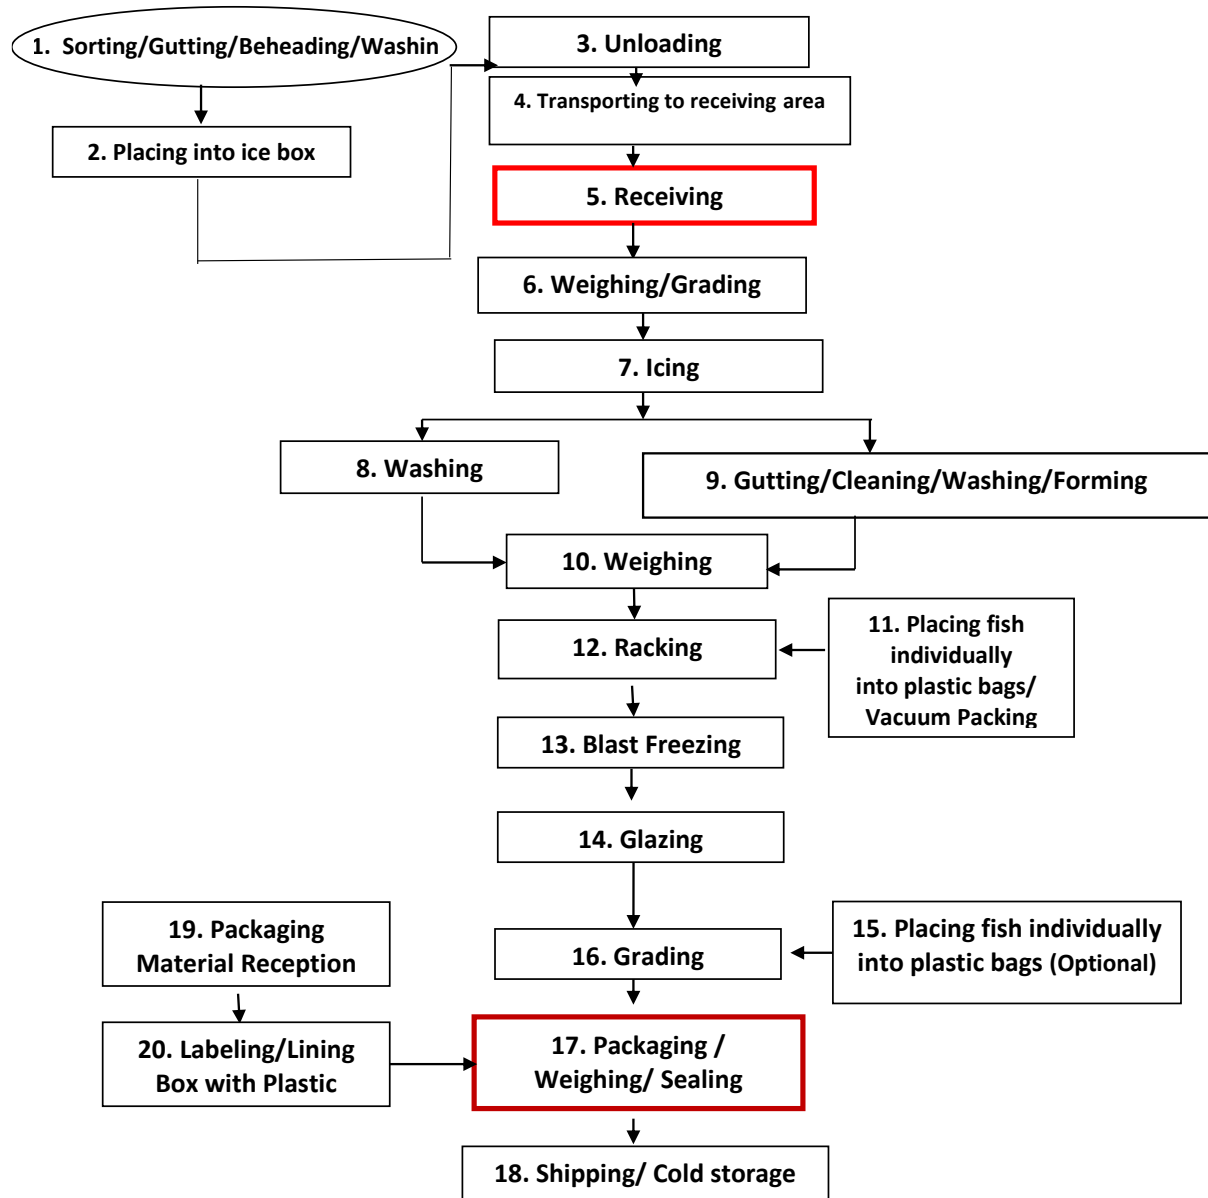 1. Sorting/Gutting/Beheading/Washin
3. Unloading
4. Transporting to receiving area
2. Placing into ice box
5. Receiving
6. Weighing/Grading
7. Icing
8. Washing
9. Gutting/Cleaning/Washing/Forming
10. Weighing
11. Placing fish
individually
into plastic bags/
Vacuum Packing
12. Racking
13. Blast Freezing
14. Glazing
19. Packaging
Material Reception
15. Placing fish individually
into plastic bags (Optional)
16. Grading
20. Labeling/Lining
Box with Plastic
17. Packaging /
Weighing/ Sealing
18. Shipping/ Cold storage